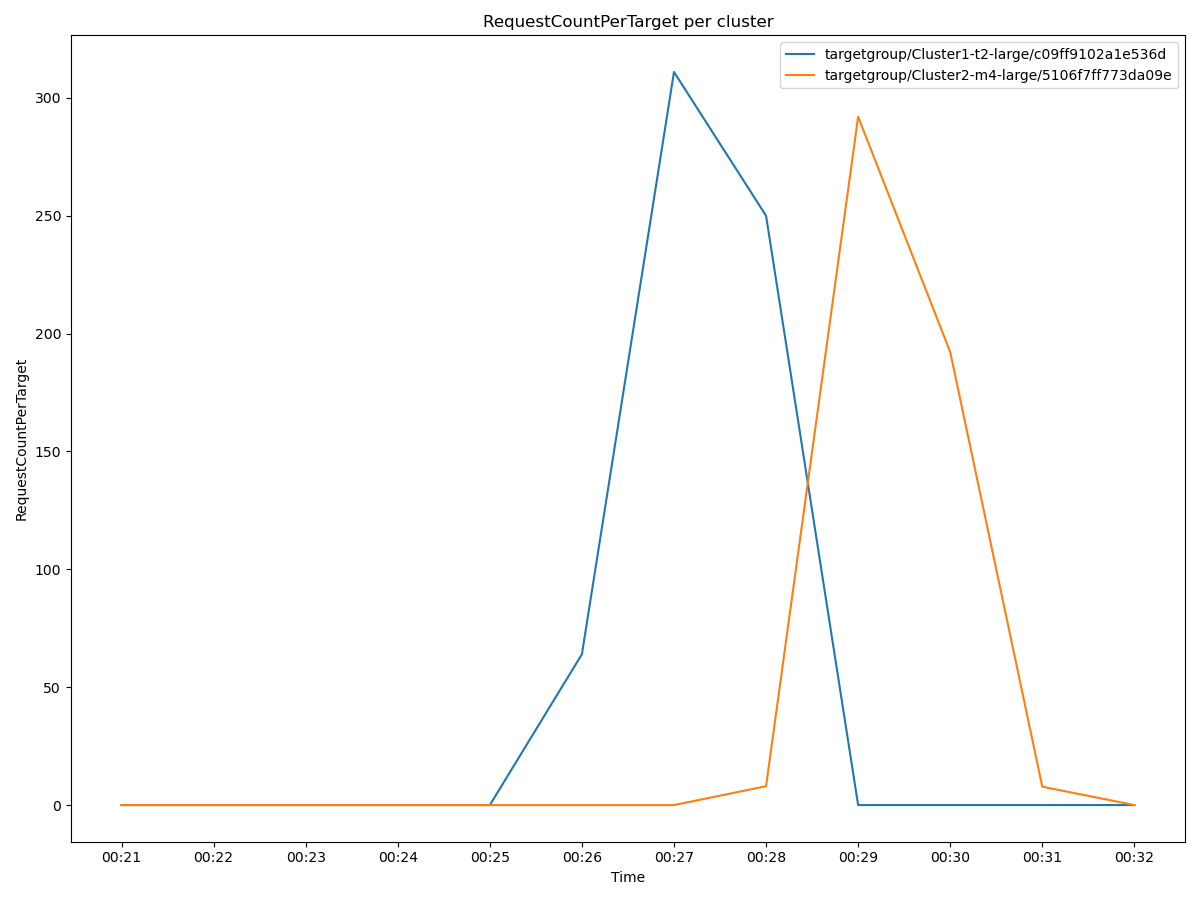 RequestCountPerTarget per cluster
targetgroup/Cluster1-t2-large/c09ff9102a1e536d
targetgroup/Cluster2-m4-large/5106f7ff773da09e
RequestCountPerTarget
300
250
200
150
100
50
0
00:21 00:22 00:23 00:24 00:25 00:26 00:27 00:28 00:29 00:30 00:31 00:32
Time